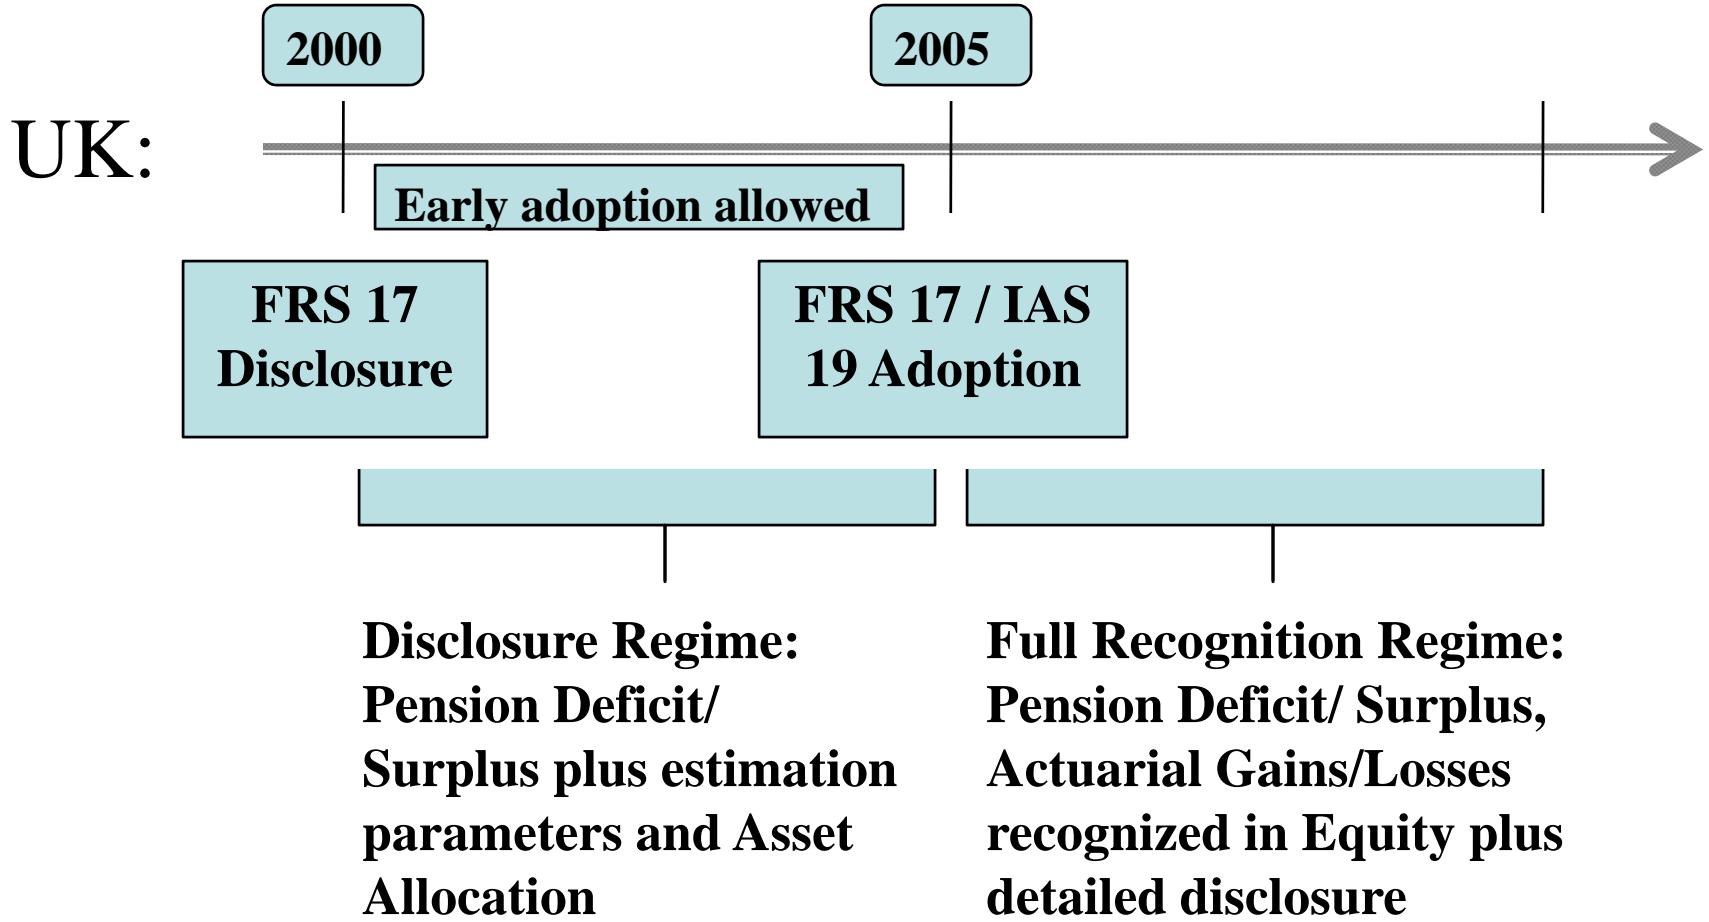 2000
2005
UK:
Early adoption allowed
FRS 17
Disclosure
FRS 17 / IAS
19 Adoption
Disclosure Regime:
Pension Deficit/
Surplus plus estimation
parameters and Asset
Allocation
Full Recognition Regime:
Pension Deficit/ Surplus,
Actuarial Gains/Losses
recognized in Equity plus
detailed disclosure